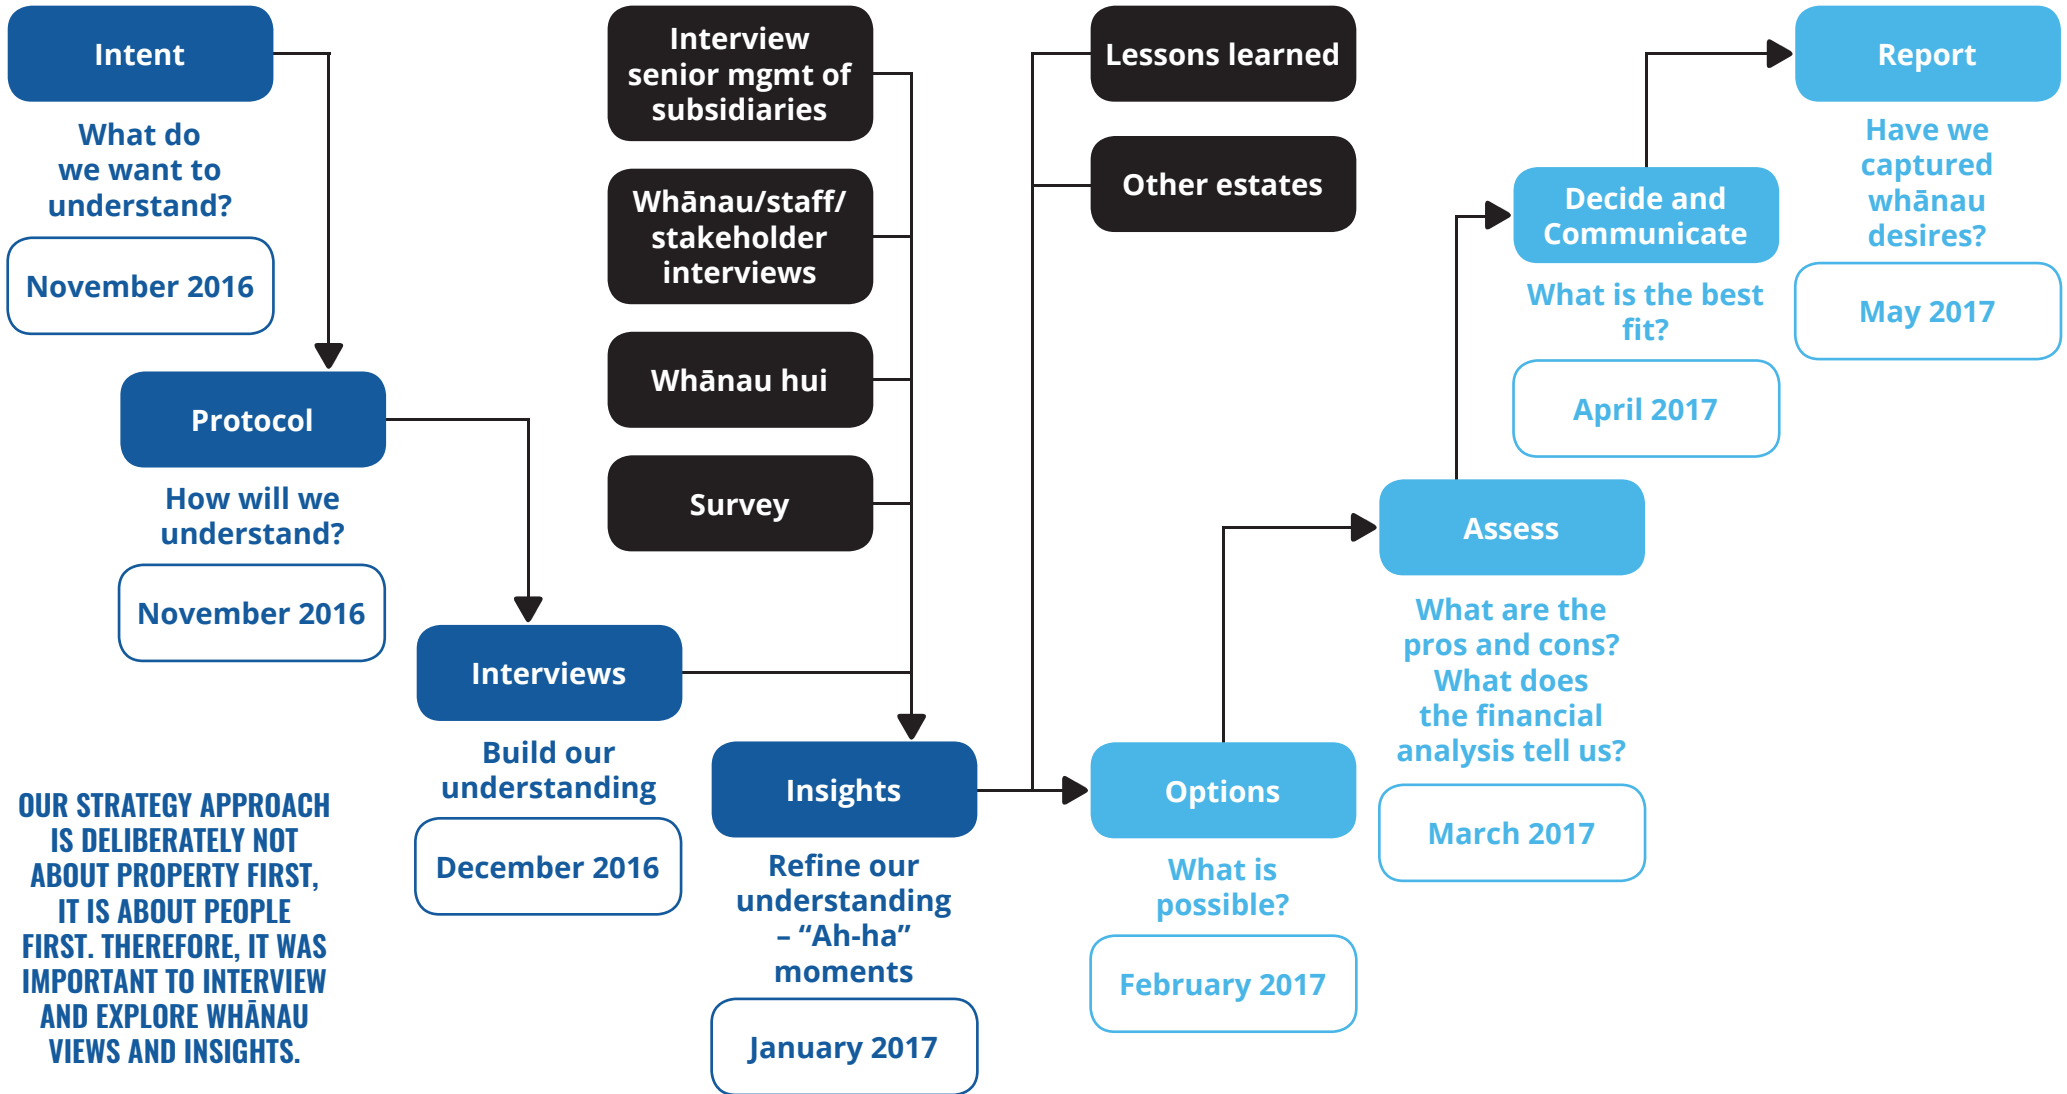 Intent
What do
we want to
understand?
November 2016
Protocol
How will we
understand?
November 2016
Interviews
Build our
understanding
December 2016
Interview
senior mgmt of
subsidiaries
Whānau/staff/
stakeholder
interviews
Whānau hui
Survey
Insights
Refine our
understanding
– “Ah-ha”
moments
January 2017
Lessons learned
Other estates
Options
What is
possible?
February 2017
Assess
What are the
pros and cons?
What does
the financial
analysis tell us?
March 2017
Decide and
Communicate
What is the best
fit?
April 2017
Report
Have we
captured
whānau
desires?
May 2017
OUR STRATEGY APPROACH
IS DELIBERATELY NOT
ABOUT PROPERTY FIRST,
IT IS ABOUT PEOPLE
FIRST. THEREFORE, IT WAS
IMPORTANT TO INTERVIEW
AND EXPLORE WHĀNAU
VIEWS AND INSIGHTS.